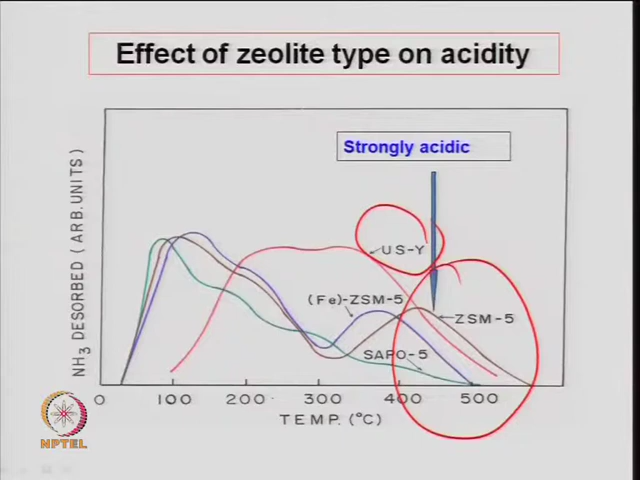 Effect of zeolite type on acidity
Strongly acidic
US-Y
(Fe)-ZSM-5
ZSM-5
SAPO-5
NH3 DESORBED (ARB.UNITS)
0 100 200 300 400 500
TEMP. (°C)
NPTEL